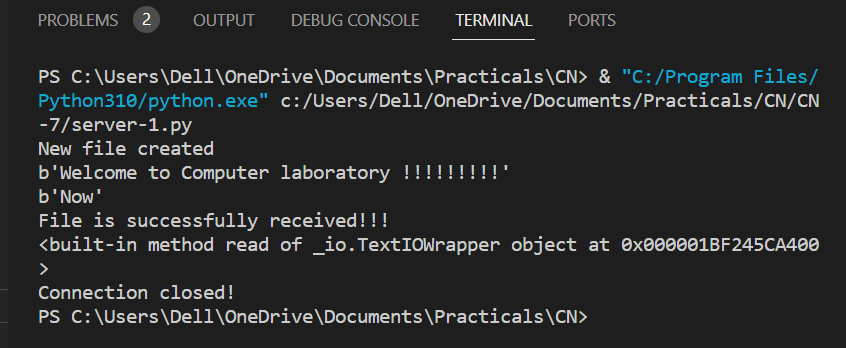 PROBLEMS 2 OUTPUT DEBUG CONSOLE TERMINAL PORTS
PS C:\Users\Dell\OneDrive\Documents\Practicals\CN> & "C:/Program Files/
Python310/python.exe" c:/Users/Dell/OneDrive/Documents/Practicals/CN/CN
-7/server-1.py
New file created
b'Welcome to Computer laboratory !!!!!!!!!'
b'Now'
File is successfully received!!!
<built-in method read of _io.TextIOWrapper object at 0x000001BF245CA400
>
Connection closed!
PS C:\Users\Dell\OneDrive\Documents\Practicals\CN>